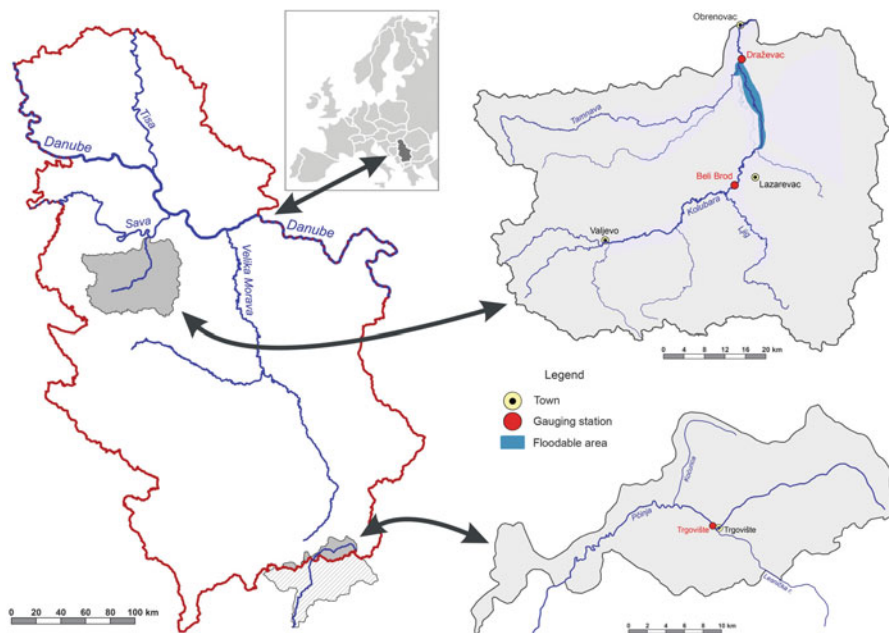 Tisa
Danube
Sava
Danube
Velika Morava
0 20 40 60 80 100 km
Obrenovac
Draževac
Tamnava
Beli Brod
Lazarevac
Kolubara
Valjevo
Ljig
0 4 8 12 16 20 km
Legend
Town
Gauging station
Floodable area
Pčinja
Trgovište
Trgovište
0 2 4 6 8 10 km